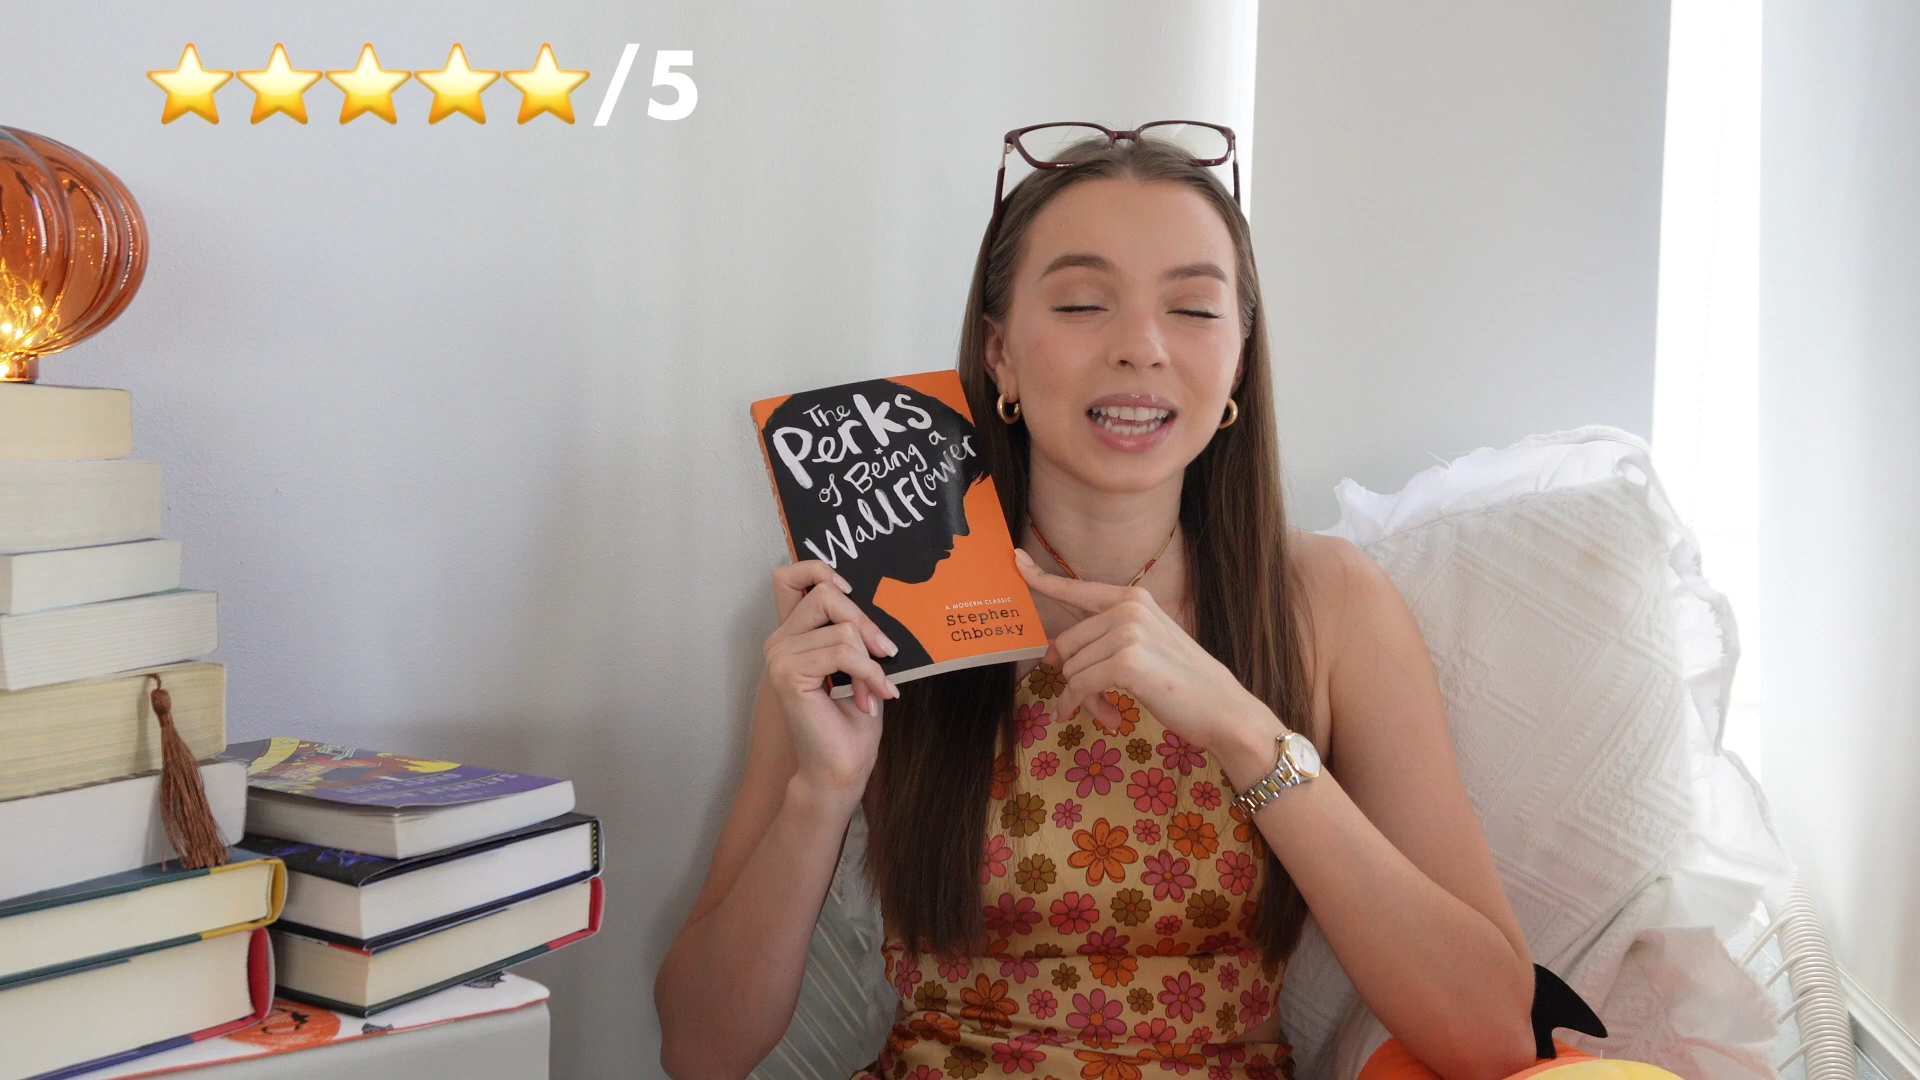 ⭐⭐⭐⭐⭐/5
The
Perks
of Being a
Wallflower
A MODERN CLASSIC
Stephen
Chbosky